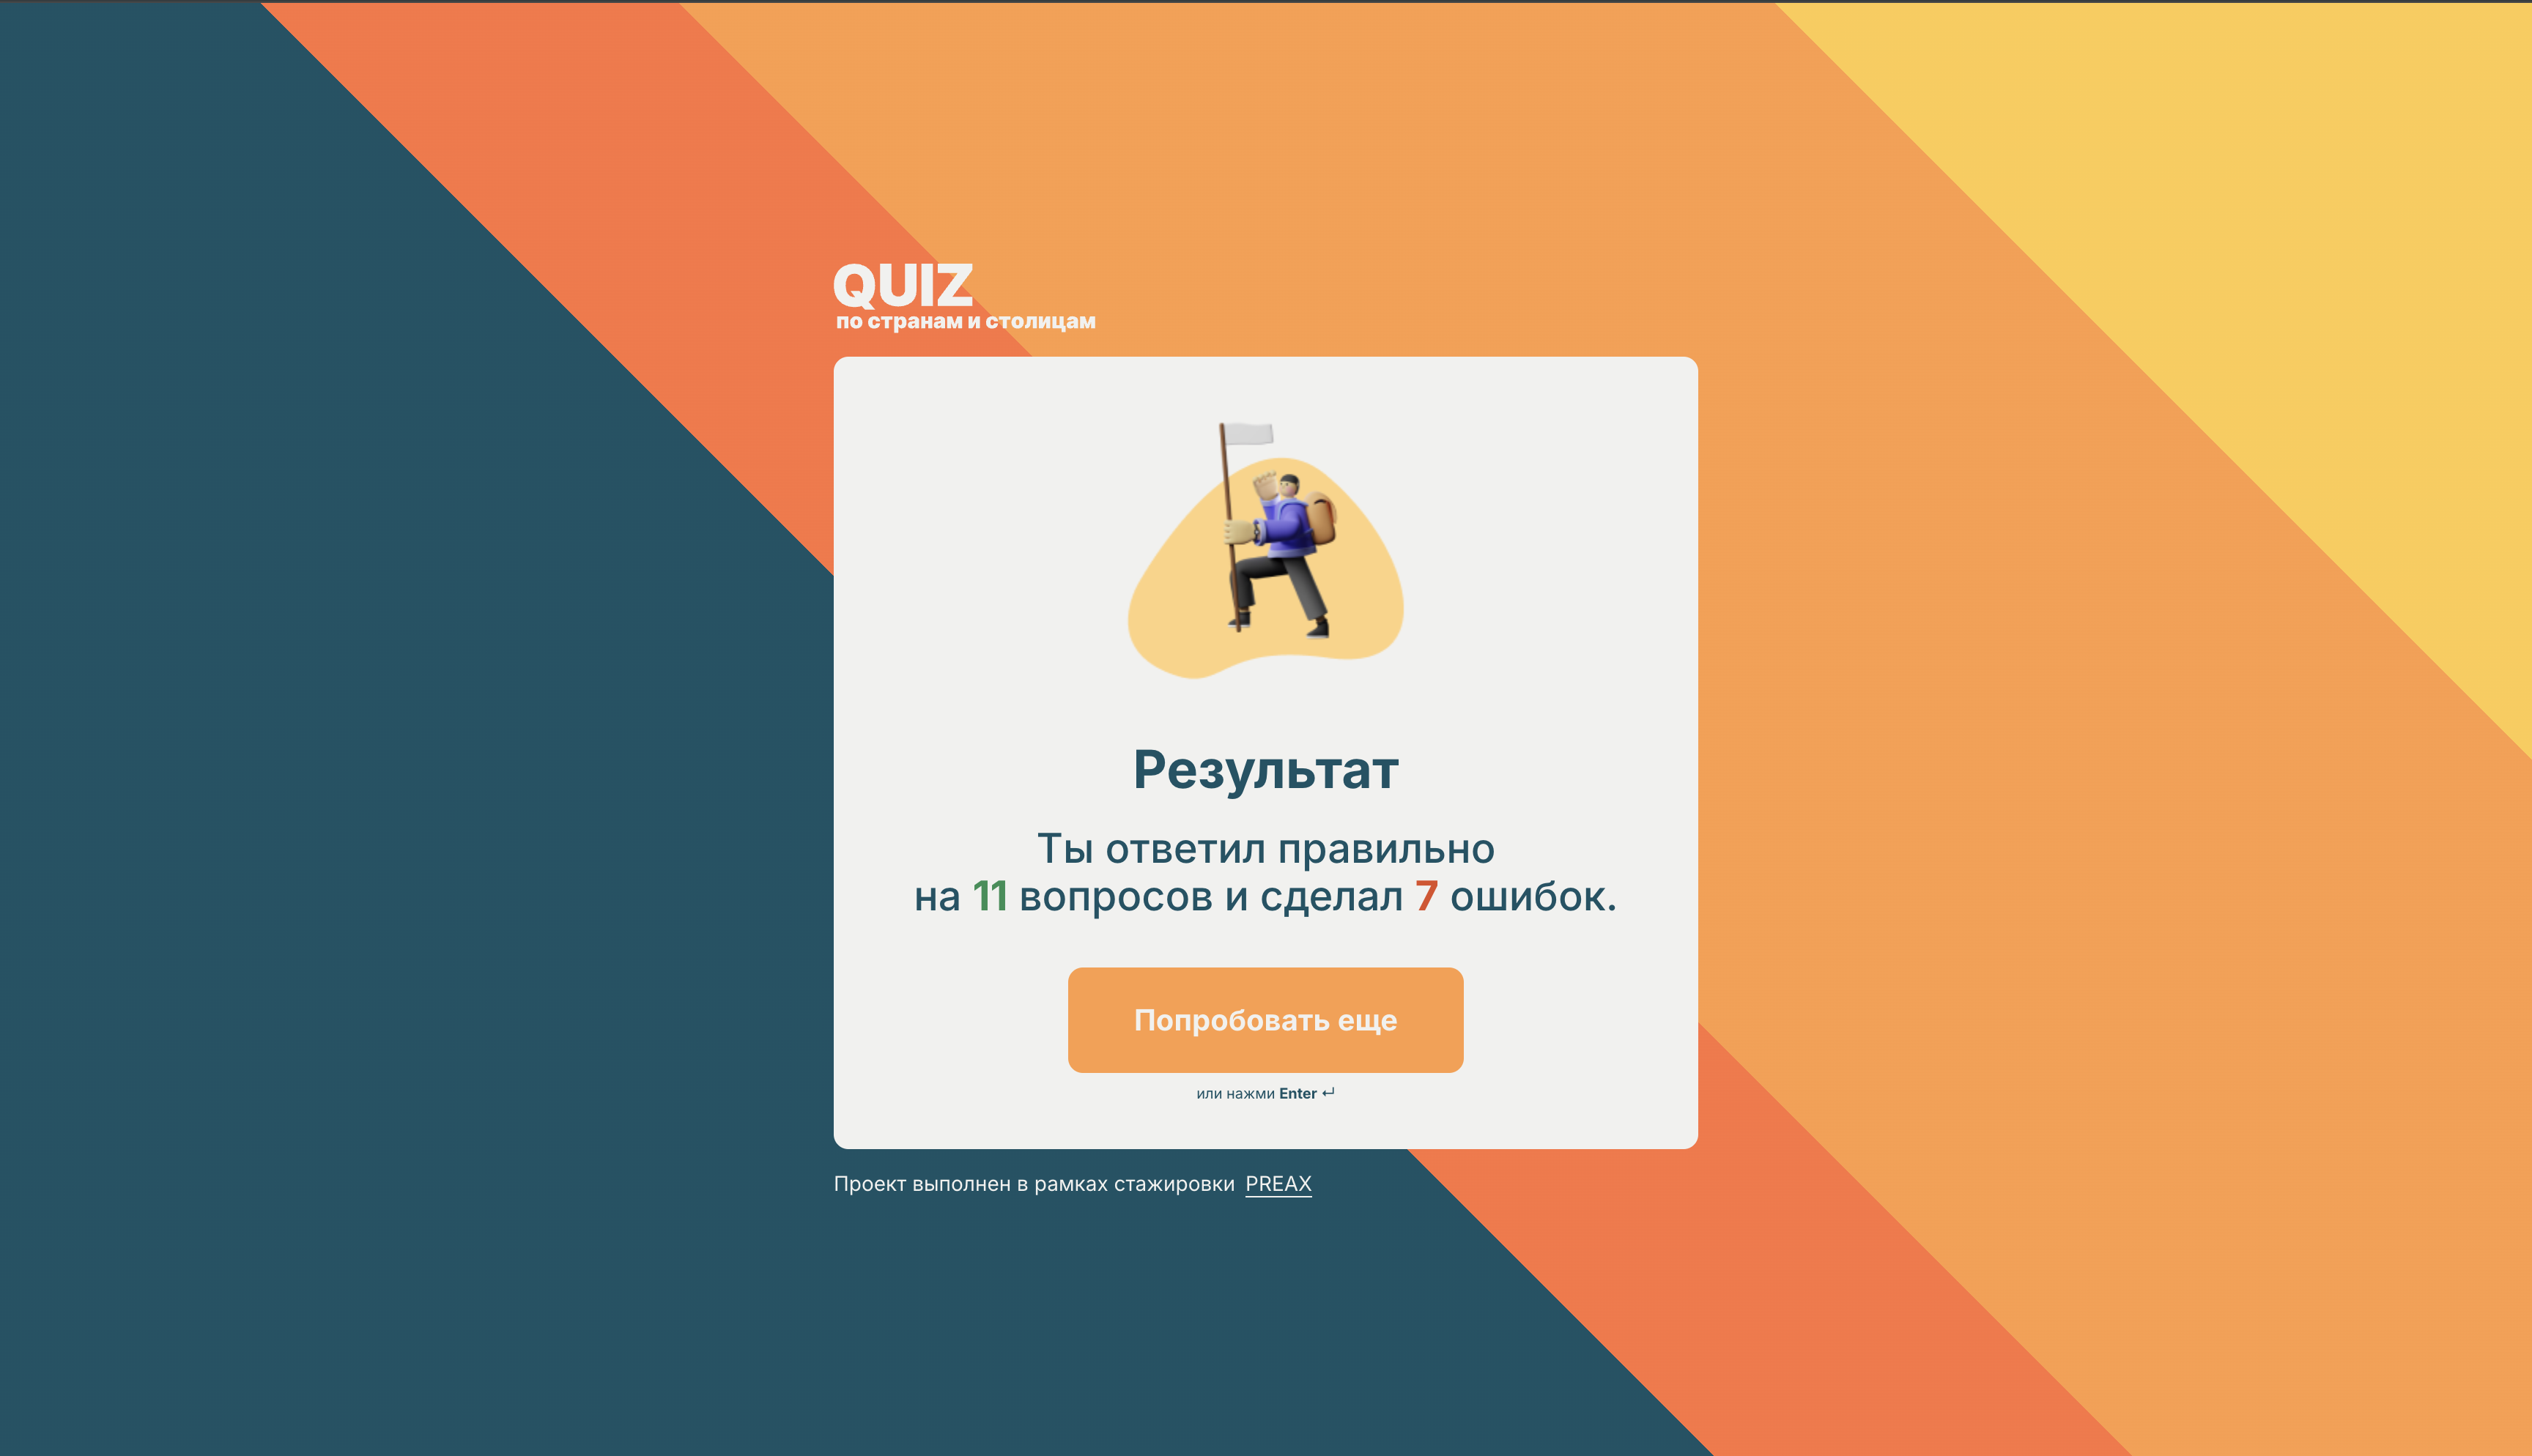 QUIZ
по странам и столицам
Результат
Ты ответил правильно
на 11 вопросов и сделал 7 ошибок.
Попробовать еще
или нажми Enter ↵
Проект выполнен в рамках стажировки PREAX